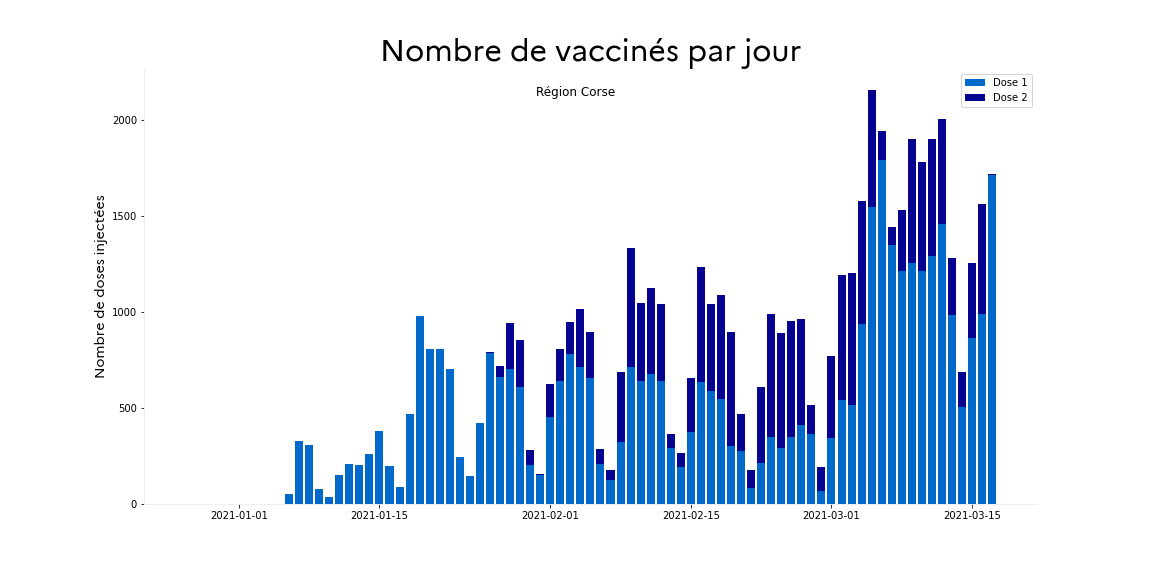 Nombre de vaccinés par jour
Région Corse
Dose 1
Dose 2
Nombre de doses injectées
2000
1500
1000
500
0
2021-01-01
2021-01-15
2021-02-01
2021-02-15
2021-03-01
2021-03-15